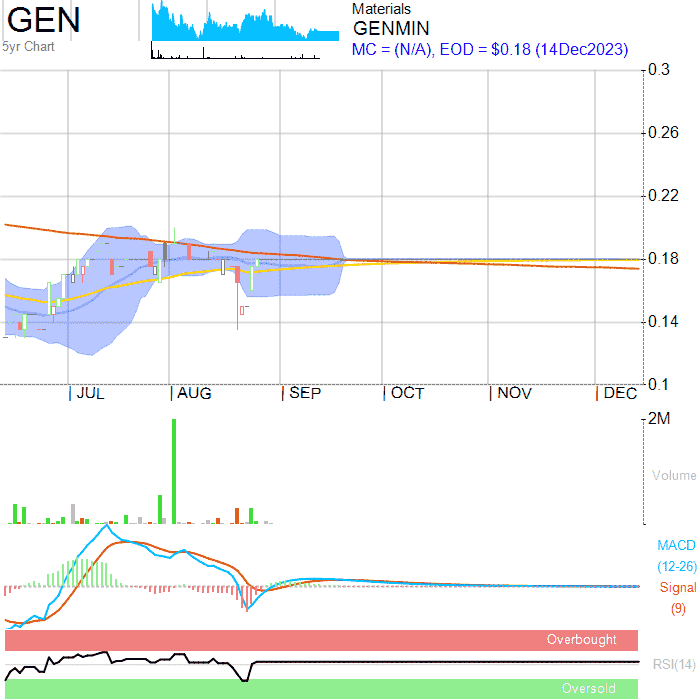 GEN
5yr Chart
Materials
GENMIN
MC = (N/A), EOD = $0.18 (14Dec2023)
0.3
0.26
0.22
0.18
0.14
0.1
JUL AUG SEP OCT NOV DEC
2M
Volume
MACD
(12-26)
Signal
(9)
Overbought
RSI(14)
Oversold